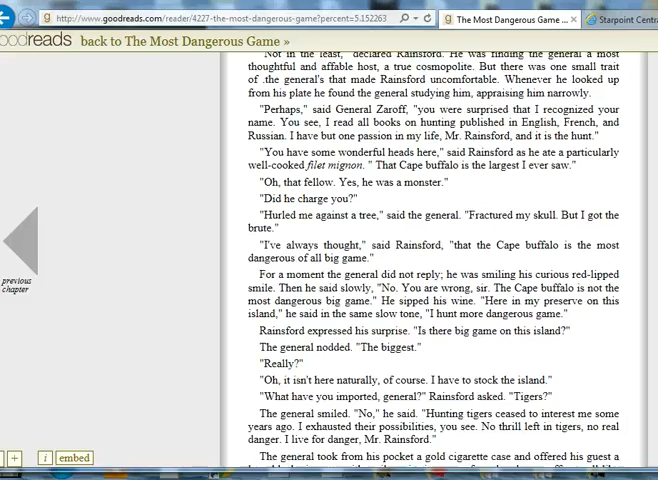 http://www.goodreads.com/reader/4227-the-most-dangerous-game?percent=5.152263
The Most Dangerous Game ...
Starpoint Centra
goodreads back to The Most Dangerous Game »
"Not in the least," declared Rainsford. He was finding the general a most
thoughtful and affable host, a true cosmopolite. But there was one small trait
of .the general's that made Rainsford uncomfortable. Whenever he looked up
from his plate he found the general studying him, appraising him narrowly.
"Perhaps," said General Zaroff, "you were surprised that I recognized your
name. You see, I read all books on hunting published in English, French, and
Russian. I have but one passion in my life, Mr. Rainsford, and it is the hunt."
"You have some wonderful heads here," said Rainsford as he ate a particularly
well-cooked filet mignon. " That Cape buffalo is the largest I ever saw."
"Oh, that fellow. Yes, he was a monster."
"Did he charge you?"
"Hurled me against a tree," said the general. "Fractured my skull. But I got the
brute."
"I've always thought," said Rainsford, "that the Cape buffalo is the most
dangerous of all big game."
For a moment the general did not reply; he was smiling his curious red-lipped
smile. Then he said slowly, "No. You are wrong, sir. The Cape buffalo is not the
most dangerous big game." He sipped his wine. "Here in my preserve on this
island," he said in the same slow tone, "I hunt more dangerous game."
Rainsford expressed his surprise. "Is there big game on this island?"
The general nodded. "The biggest."
"Really?"
"Oh, it isn't here naturally, of course. I have to stock the island."
"What have you imported, general?" Rainsford asked. "Tigers?"
The general smiled. "No," he said. "Hunting tigers ceased to interest me some
years ago. I exhausted their possibilities, you see. No thrill left in tigers, no real
danger. I live for danger, Mr. Rainsford."
The general took from his pocket a gold cigarette case and offered his guest a
previous
chapter
+ i embed